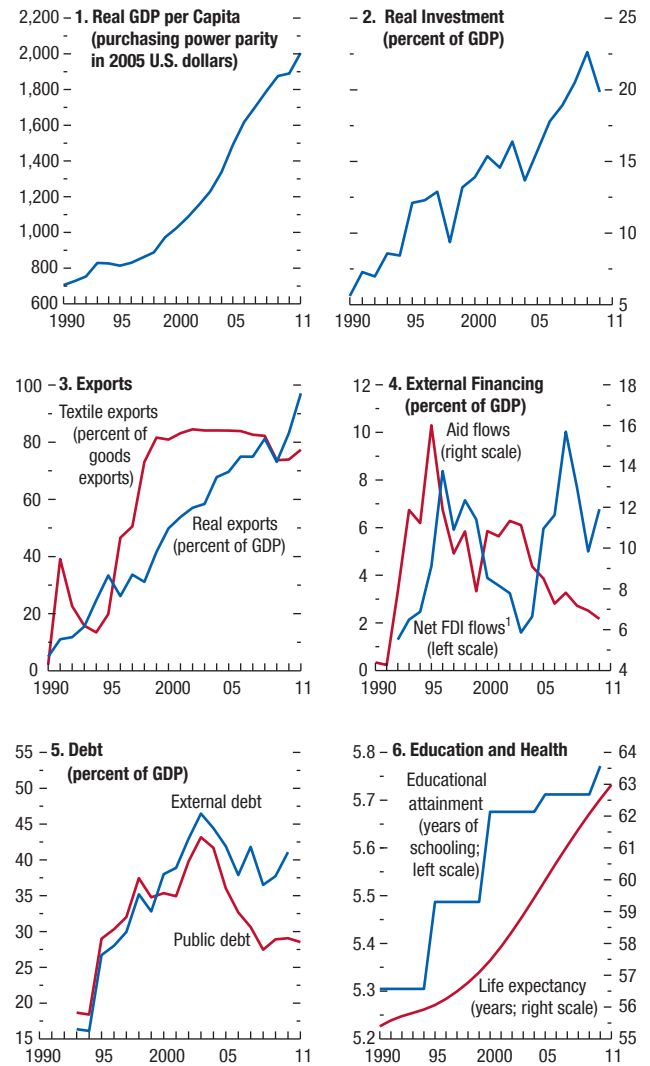 2,200
1. Real GDP per Capita
(purchasing power parity
in 2005 U.S. dollars)
2,000
1,800
1,600
1,400
1,200
1,000
800
600
1990 95 2000 05 11
2. Real Investment
(percent of GDP)
25
20
15
10
5
1990 95 2000 05 11
100
3. Exports
Textile exports
(percent of
goods
exports)
Real exports
(percent of GDP)
80
60
40
20
0
1990 95 2000 05 11
12
4. External Financing
(percent of GDP)
Aid flows
(right scale)
Net FDI flows1
(left scale)
10
8
6
4
2
0
18
16
14
12
10
8
6
4
1990 95 2000 05 11
55
5. Debt
(percent of GDP)
External debt
Public debt
50
45
40
35
30
25
20
15
1990 95 2000 05 11
5.8
6. Education and Health
Educational
attainment
(years of
schooling;
left scale)
Life expectancy
(years; right scale)
5.7
5.6
5.5
5.4
5.3
5.2
64
63
62
61
60
59
58
57
56
55
1990 95 2000 05 11